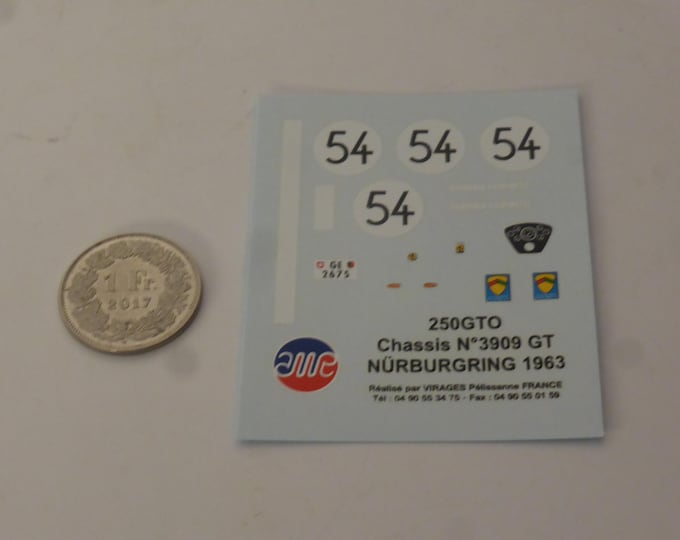 54 54 54
54
GE
2675
1 Fr.
2017
250GTO
Chassis N°3909 GT
NÜRBURGRING 1963
Réalisé par VIRAGES Pélissanne FRANCE
Tél : 04 90 55 34 75 - Fax : 04 90 55 01 59